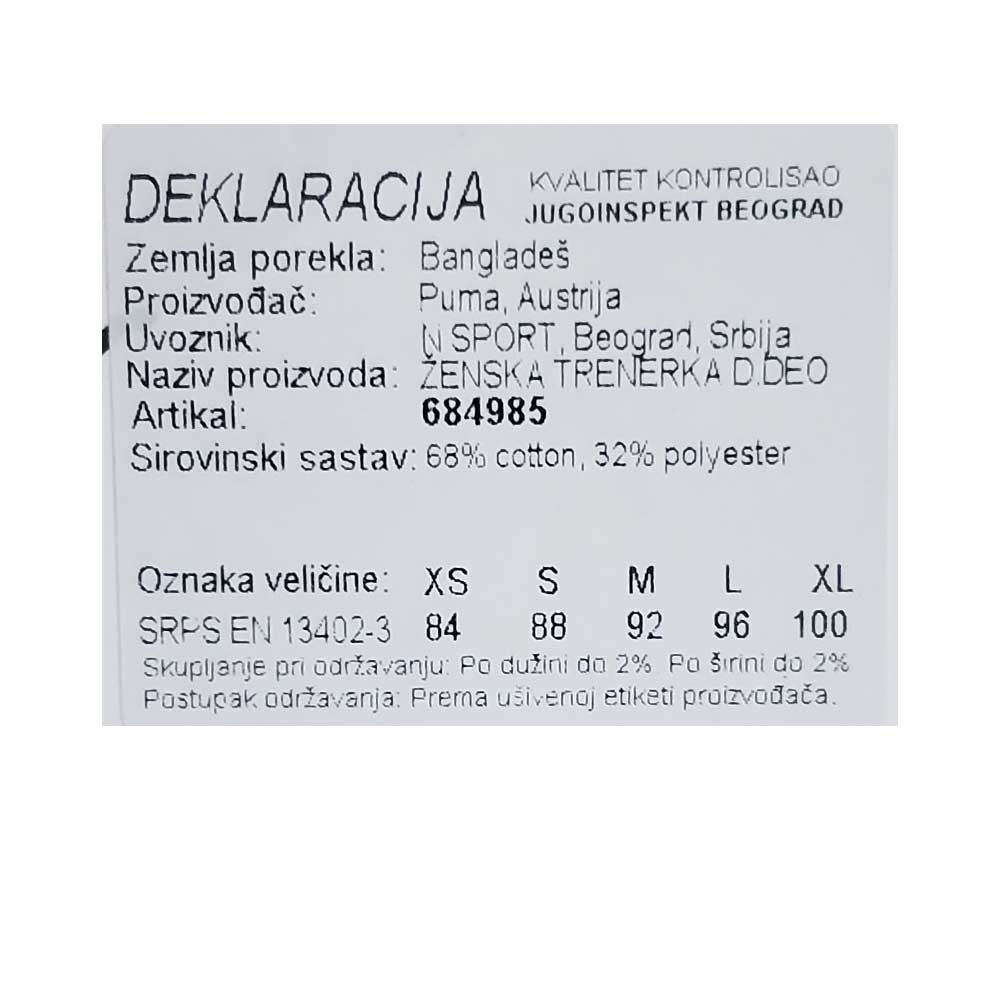 DEKLARACIJA
KVALITET KONTROLISAO
JUGOINSPEKT BEOGRAD
Zemlja porekla: Bangladeš
Proizvođač: Puma, Austrija
Uvoznik: N SPORT, Beograd, Srbija
Naziv proizvoda: ŽENSKA TRENERKA D.DEO
Artikal: 684985
Sirovinski sastav: 68% cotton, 32% polyester
Oznaka veličine: XS S M L XL
SRPS EN 13402-3 84 88 92 96 100
Skupljanje pri održavanju: Po dužini do 2% Po širini do 2%
Postupak održavanja: Prema ušivenoj etiketi proizvođača.